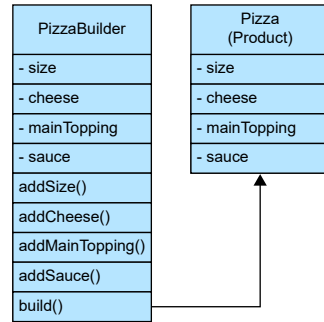 PizzaBuilder
- size
- cheese
- mainTopping
- sauce
addSize()
addCheese()
addMainTopping()
addSauce()
build()
Pizza
(Product)
- size
- cheese
- mainTopping
- sauce